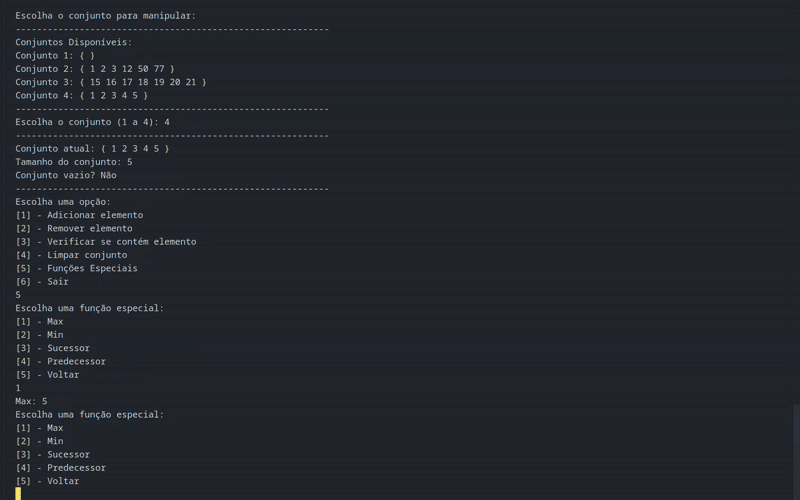 Escolha o conjunto para manipular:
-----------------------------------------------------------
Conjuntos Disponíveis:
Conjunto 1: { }
Conjunto 2: { 1 2 3 12 50 77 }
Conjunto 3: { 15 16 17 18 19 20 21 }
Conjunto 4: { 1 2 3 4 5 }
-----------------------------------------------------------
Escolha o conjunto (1 a 4): 4
-----------------------------------------------------------
Conjunto atual: { 1 2 3 4 5 }
Tamanho do conjunto: 5
Conjunto vazio? Não
-----------------------------------------------------------
Escolha uma opção:
[1] - Adicionar elemento
[2] - Remover elemento
[3] - Verificar se contém elemento
[4] - Limpar conjunto
[5] - Funções Especiais
[6] - Sair
5
Escolha uma função especial:
[1] - Max
[2] - Min
[3] - Sucessor
[4] - Predecessor
[5] - Voltar
1
Max: 5
Escolha uma função especial:
[1] - Max
[2] - Min
[3] - Sucessor
[4] - Predecessor
[5] - Voltar